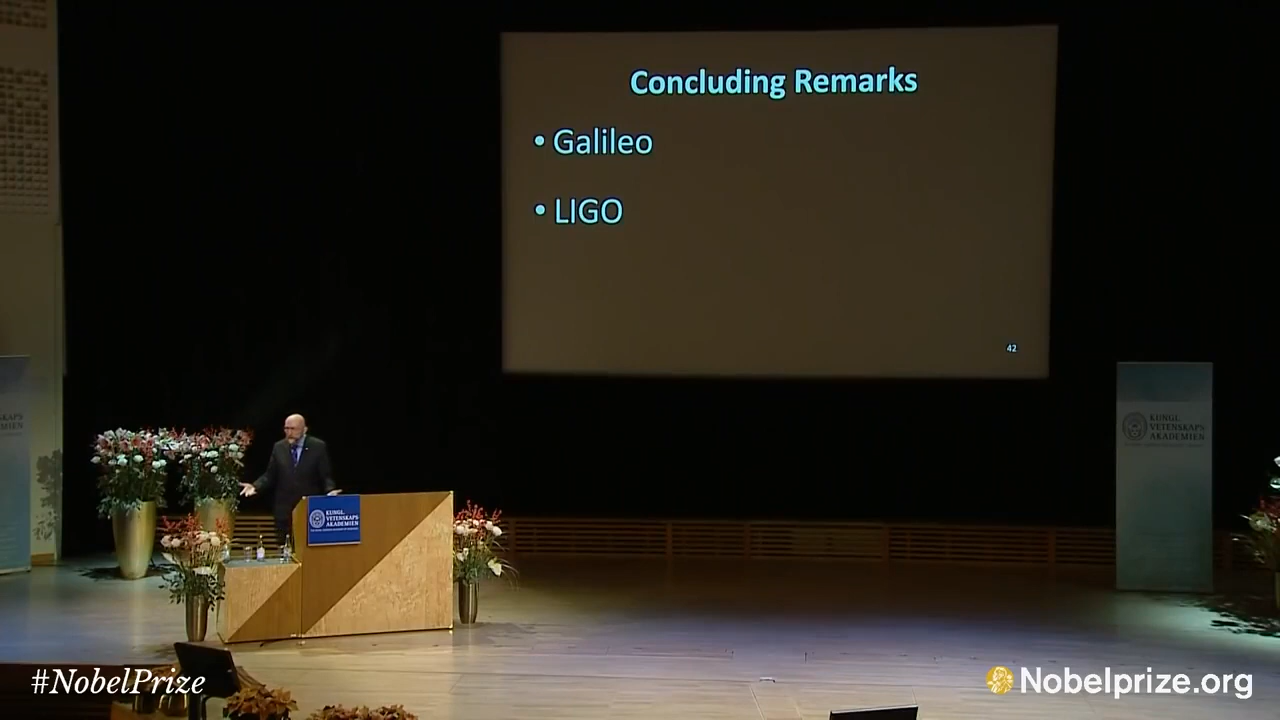 Concluding Remarks
• Galileo
• LIGO
42
KUNGL.
VETENSKAPS
AKADEMIEN
KUNGL.
VETENSKAPS
AKADEMIEN
#NobelPrize
Nobelprize.org